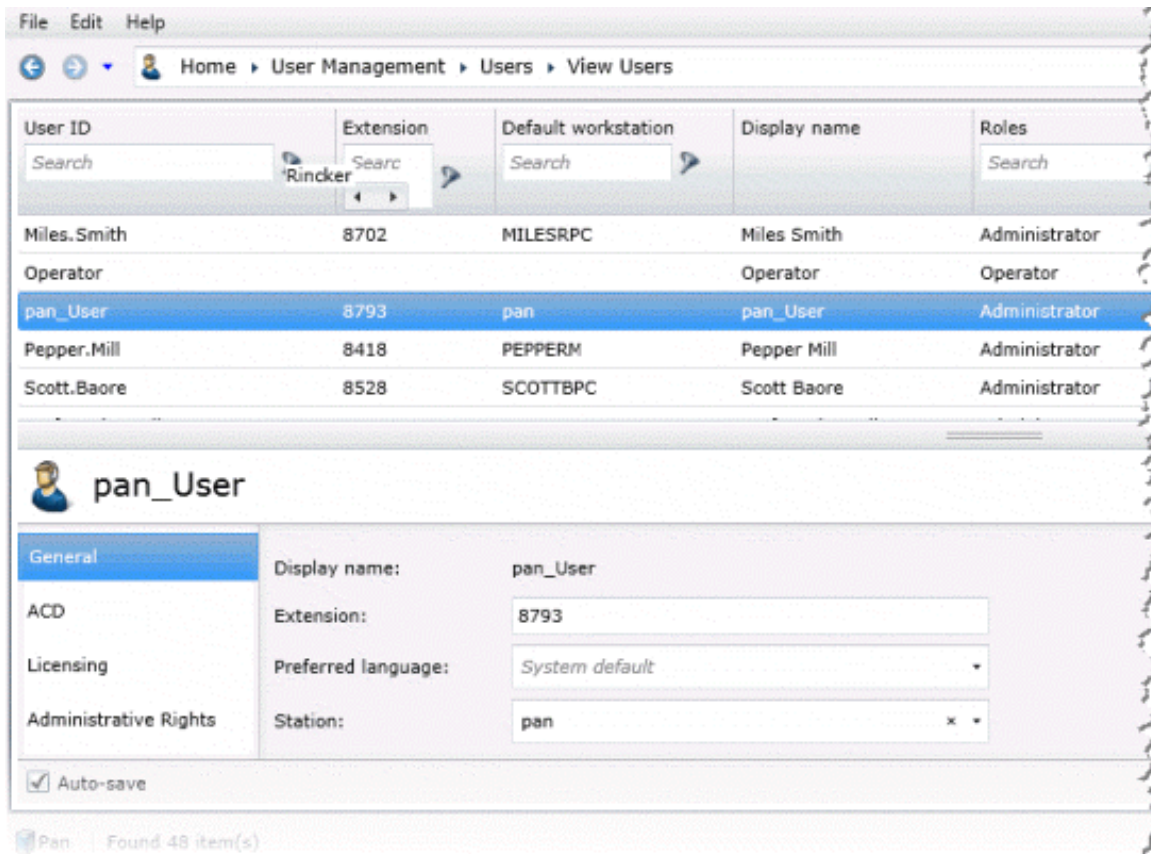 File Edit Help
Home User Management Users View Users
User ID Extension Default workstation Display name Roles
Search Searc Search Search
Rincker
Miles.Smith 8702 MILESRPC Miles Smith Administrator
Operator Operator Operator
pan_User 8793 pan pan_User Administrator
Pepper.Mill 8418 PEPPERM Pepper Mill Administrator
Scott.Baore 8528 SCOTTBPC Scott Baore Administrator
pan_User
General
Display name: pan_User
ACD
Extension: 8793
Licensing
Preferred language: System default
Administrative Rights
Station: pan
Auto-save
Pan Found 48 item(s)